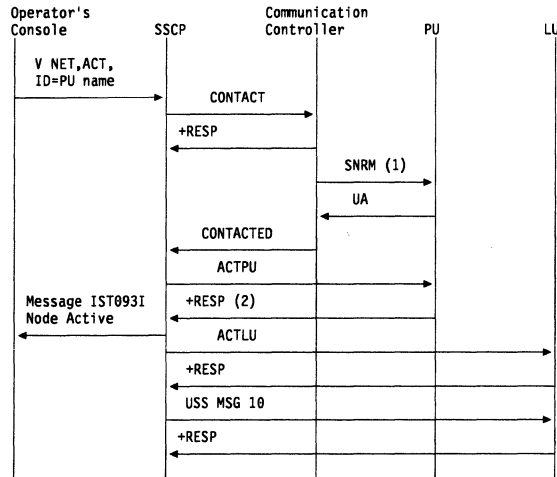 Operator's
Console
SSCP
Communication
Controller
PU
LU
V NET,ACT,
ID=PU name
CONTACT
+RESP
SNRM (1)
UA
CONTACTED
ACTPU
Message IST093I
Node Active
+RESP (2)
ACTLU
+RESP
USS MSG 10
+RESP